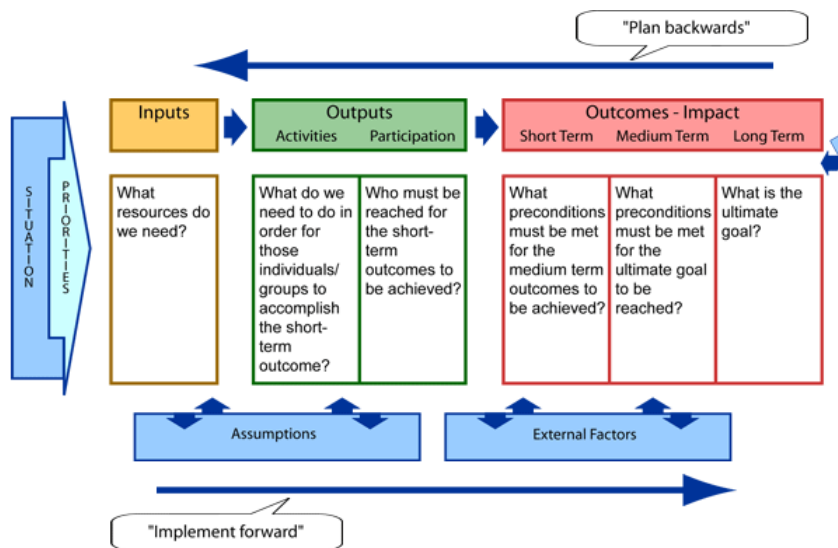 "Plan backwards"
Inputs
Outputs
Activities Participation
Outcomes - Impact
Short Term Medium Term Long Term
SITUATION
PRIORITIES
What
resources do
we need?
What do we
need to do in
order for
those
individuals/
groups to
accomplish
the short-
term
outcome?
Who must be
reached for
the short-
term
outcomes to
be achieved?
What
preconditions
must be met
for the
medium term
outcomes to
be achieved?
What
preconditions
must be met
for the
ultimate goal
to be
reached?
What is the
ultimate
goal?
Assumptions
External Factors
"Implement forward"